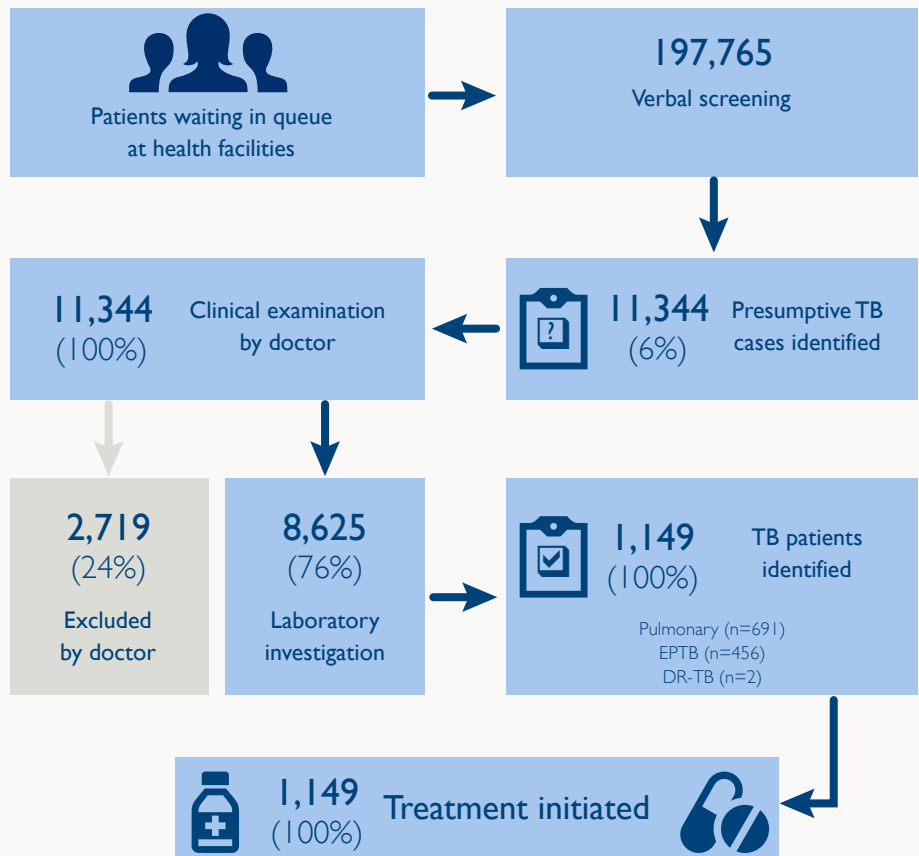 Patients waiting in queue
at health facilities
197,765
Verbal screening
11,344
(6%)
Presumptive TB
cases identified
?
11,344
(100%)
Clinical examination
by doctor
2,719
(24%)
Excluded
by doctor
8,625
(76%)
Laboratory
investigation
1,149
(100%)
TB patients
identified
Pulmonary (n=691)
EPTB (n=456)
DR-TB (n=2)
1,149
(100%)
Treatment initiated